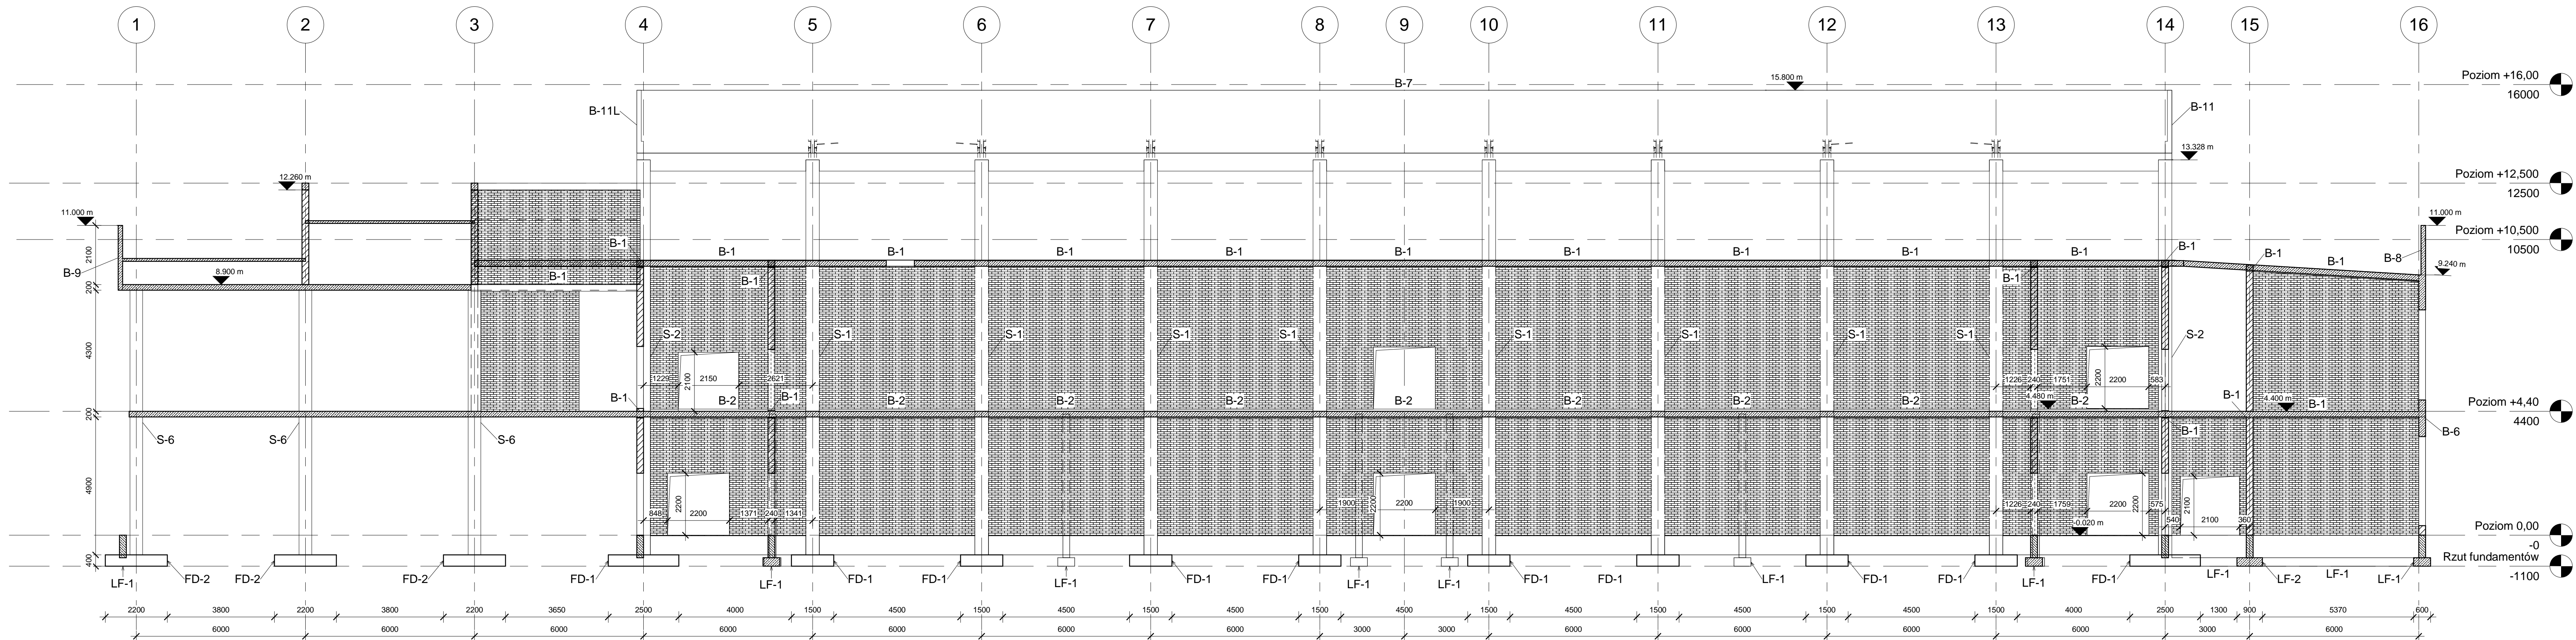 1 2 3 4 5 6 7 8 9 10 11 12 13 14 15 16
B-7
15.800 m
Poziom +16,00
16000
B-11L
B-11
13.328 m
12.260 m
Poziom +12,500
12500
11.000 m
11.000 m
Poziom +10,500
10500
2100
B-1
B-1 B-1 B-1 B-1 B-1 B-1 B-1 B-1 B-1
B-1
B-1
B-1
B-8
B-9
8.900 m
B-1
B-1
B-1
9.240 m
200
4300
S-2 S-1 S-1 S-1 S-1 S-1 S-1 S-1 S-1 S-2
2100
1229 2150 2621
2200
1226 240 1751 2200 583
B-1
B-2
B-1
B-2 B-2 B-2 B-2 B-2 B-2 B-2 B-2
4.480 m
B-1
4.400 m
B-1
Poziom +4,40
4400
200
S-6 S-6 S-6
B-1
B-6
4900
2200
848 2200 1371 240 1341
1900 2200 2200 1900
1226 240 1759 2200 2200 575
2100
540 2100 360
-0.020 m
Poziom 0,00
-0
400
Rzut fundamentów
-1100
LF-1 FD-2 FD-2 FD-2 FD-1 LF-1 FD-1 FD-1 LF-1 FD-1 FD-1 LF-1 LF-1 FD-1 FD-1 LF-1 FD-1 FD-1 LF-1 FD-1 LF-1 LF-2 LF-1 LF-1
2200 3800 2200 3800 2200 3650 2500 4000 1500 4500 1500 4500 1500 4500 1500 4500 1500 4500 1500 4500 1500 4500 1500 4000 2500 1300 900 5370 600
6000 6000 6000 6000 6000 6000 6000 3000 3000 6000 6000 6000 6000 3000 6000